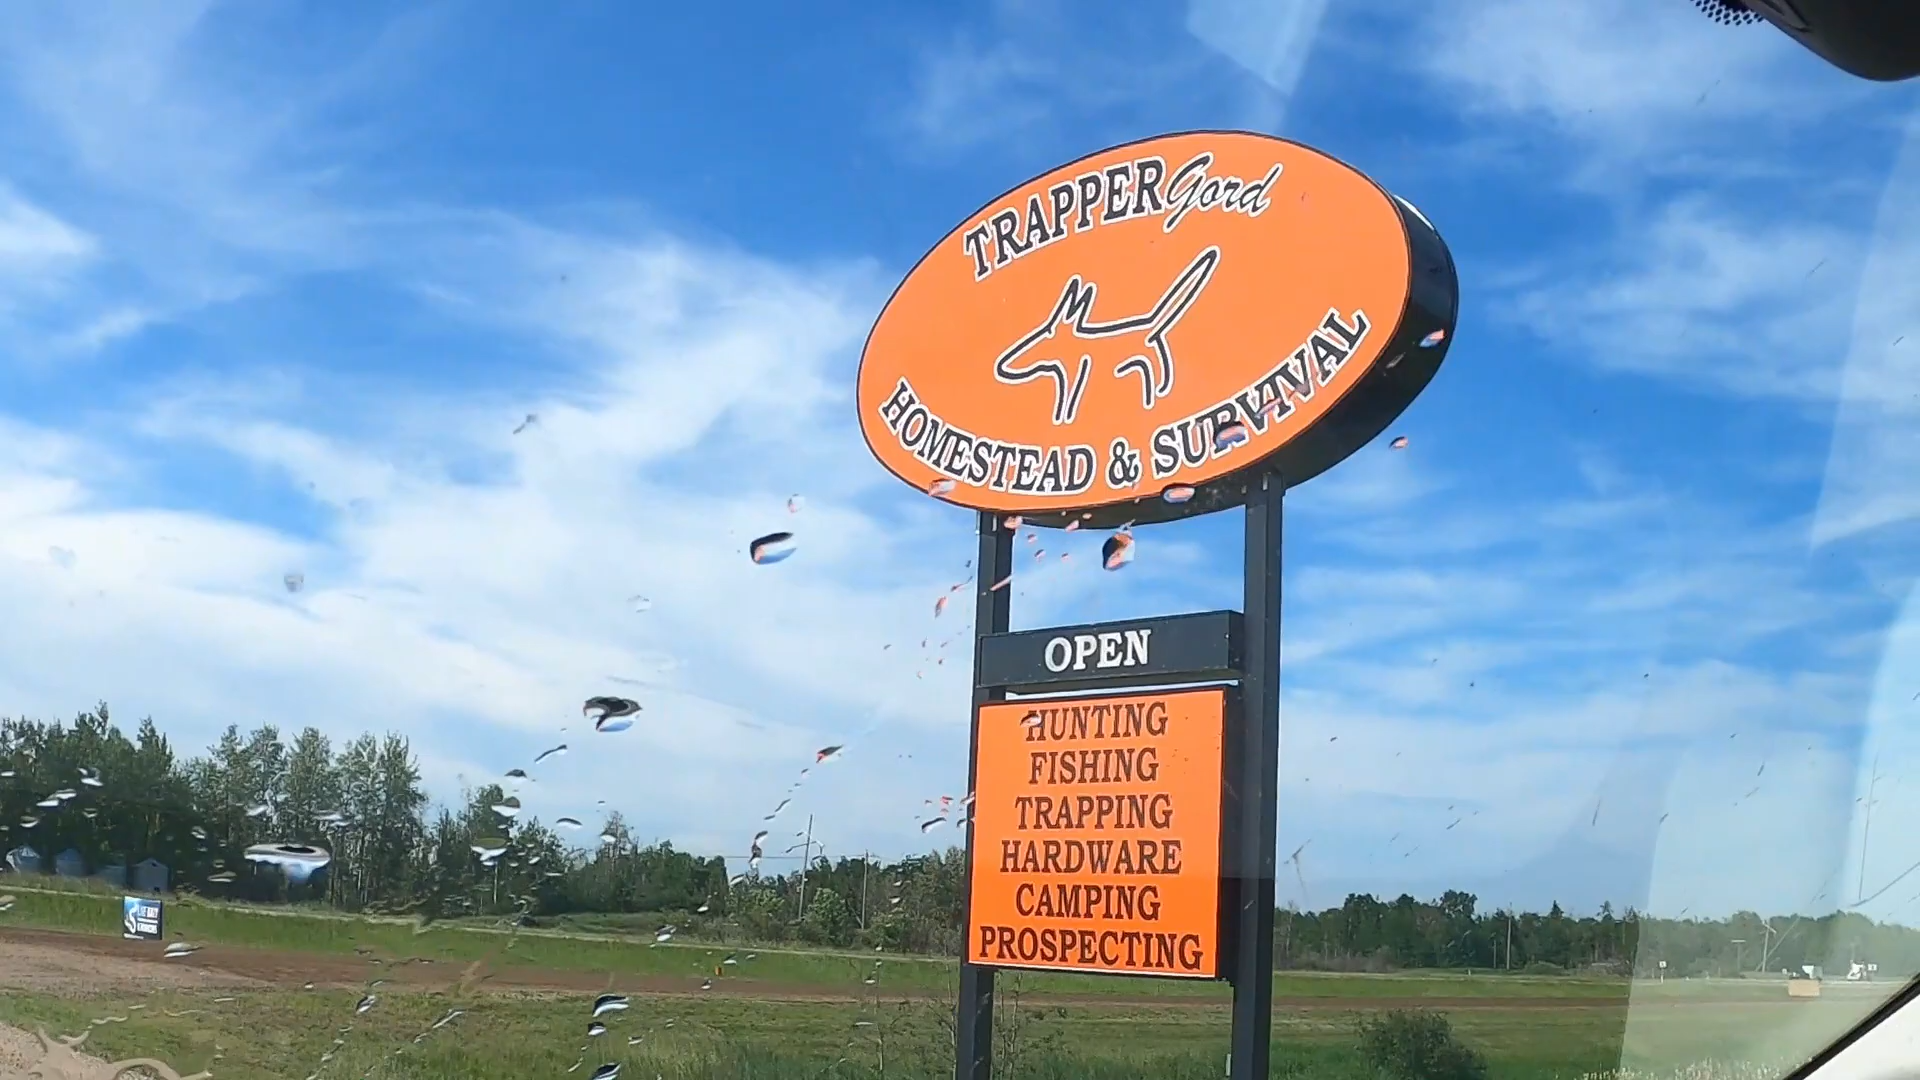 TRAPPER Gord
HOMESTEAD & SURVIVAL
OPEN
HUNTING
FISHING
TRAPPING
HARDWARE
CAMPING
PROSPECTING